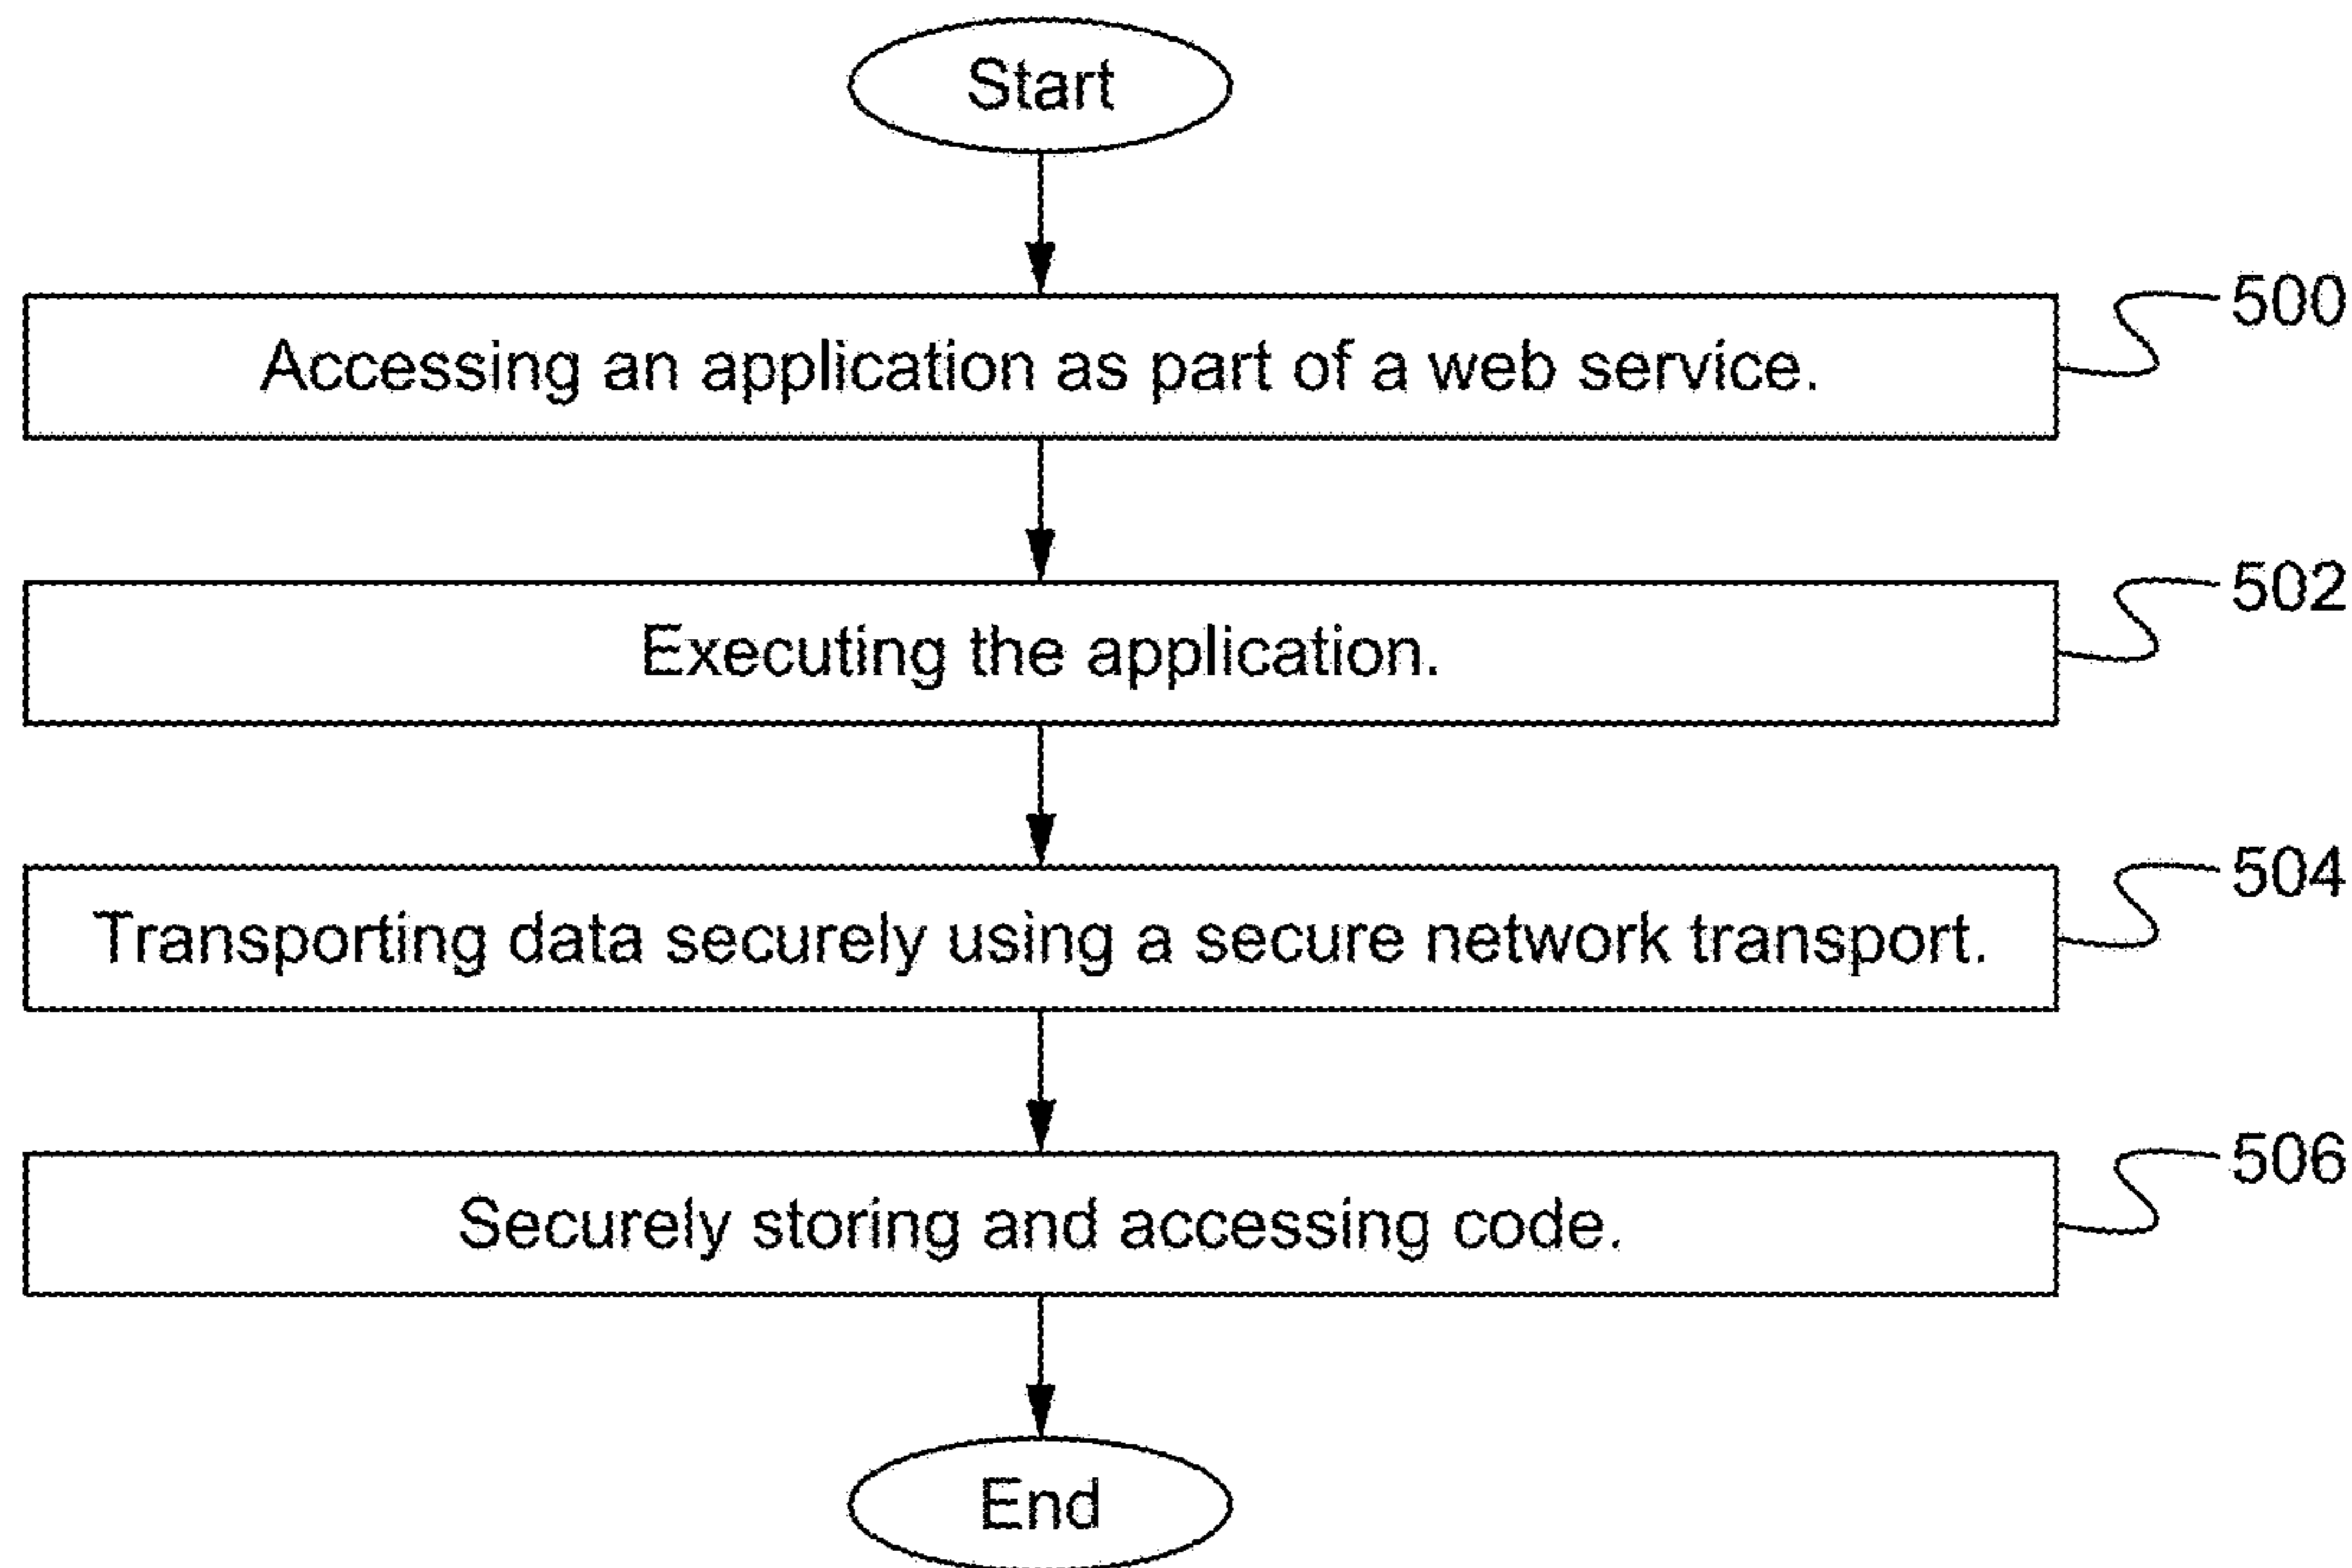 Start
Accessing an application as part of a web service.
500
Executing the application.
502
Transporting data securely using a secure network transport.
504
Securely storing and accessing code.
506
End